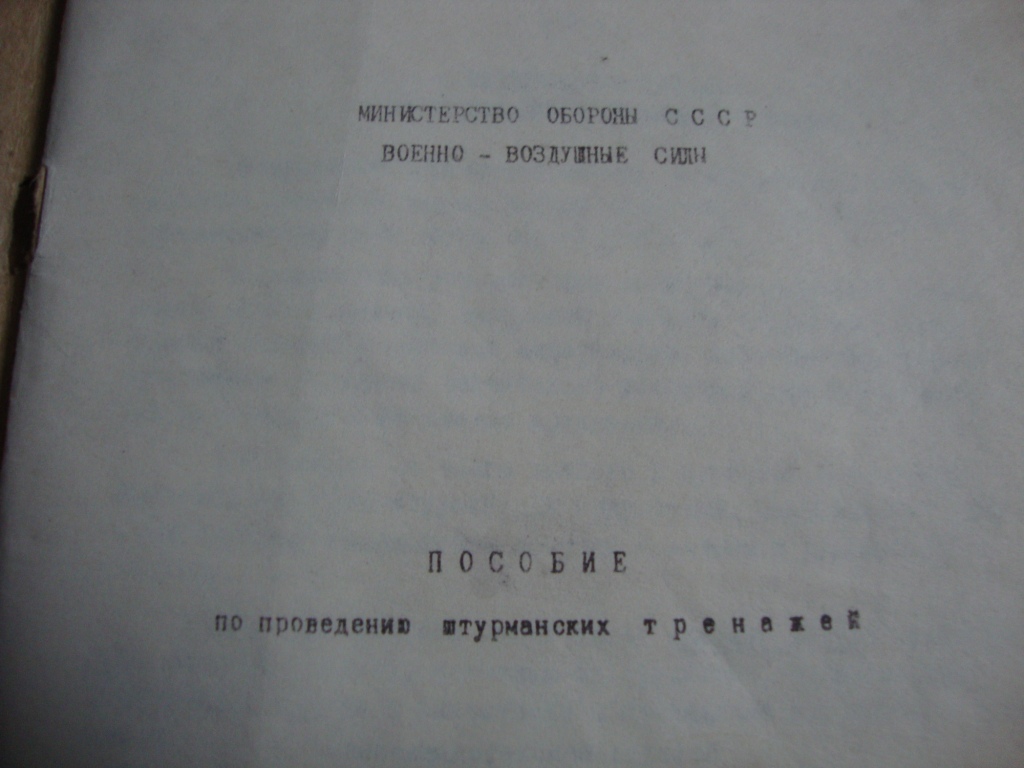 МИНИСТЕРСТВО ОБОРОНЫ С С С Р
ВОЕННО - ВОЗДУШНЫЕ СИЛЫ
П О С О Б И Е
по проведению штурманских т р е н а ж е й